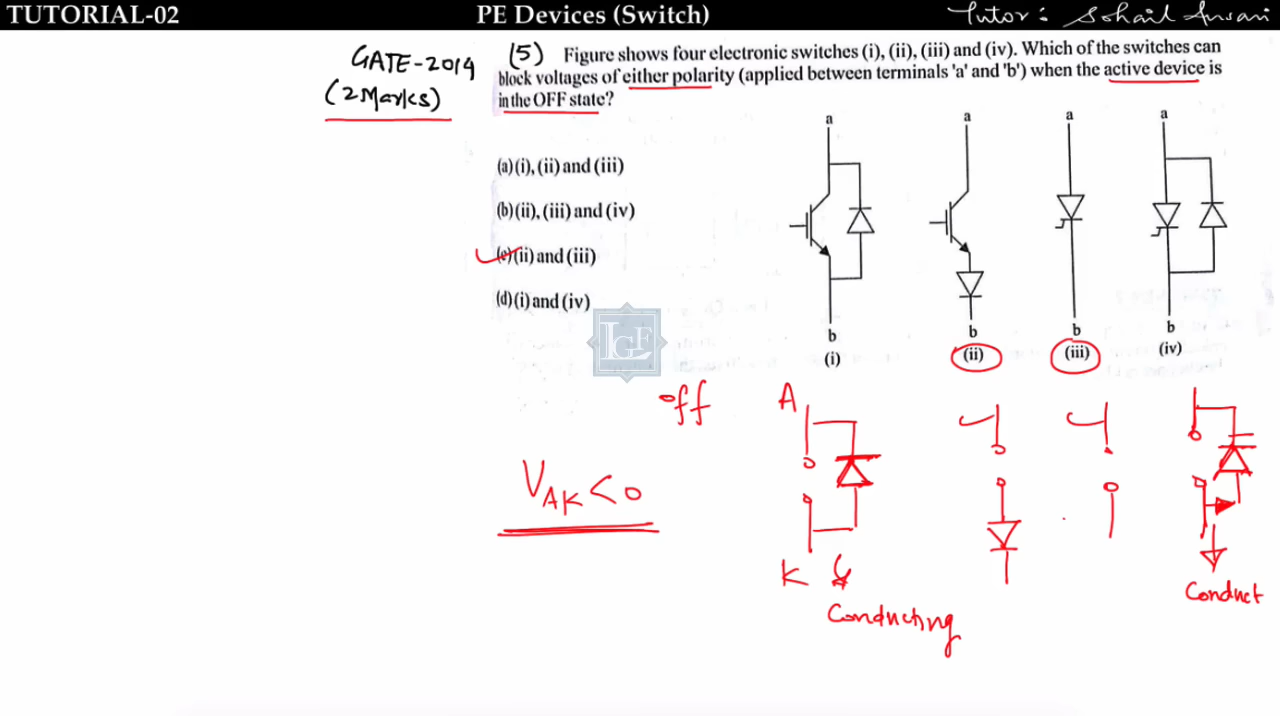 TUTORIAL-02
PE Devices (Switch)
Tutor : Sohail Ansari
GATE-2014
(2 Marks)
(5) Figure shows four electronic switches (i), (ii), (iii) and (iv). Which of the switches can
block voltages of either polarity (applied between terminals 'a' and 'b') when the active device is
in the OFF state?
a a a a
(a)(i), (ii) and (iii)
(b)(ii), (iii) and (iv)
(c)(ii) and (iii)
(d)(i) and (iv)
b b b b
(i) (ii) (iii) (iv)
LGF
off
A
VAK < 0
K
Conducting
Conduct